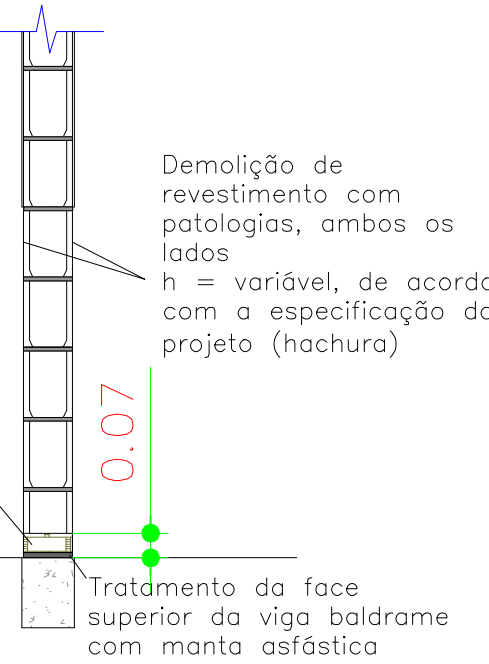 Demolição de
revestimento com
patologias, ambos os
lados
h = variável, de acordo
com a especificação do
projeto (hachura)
0.07
Tratamento da face
superior da viga baldrame
com manta asfástica